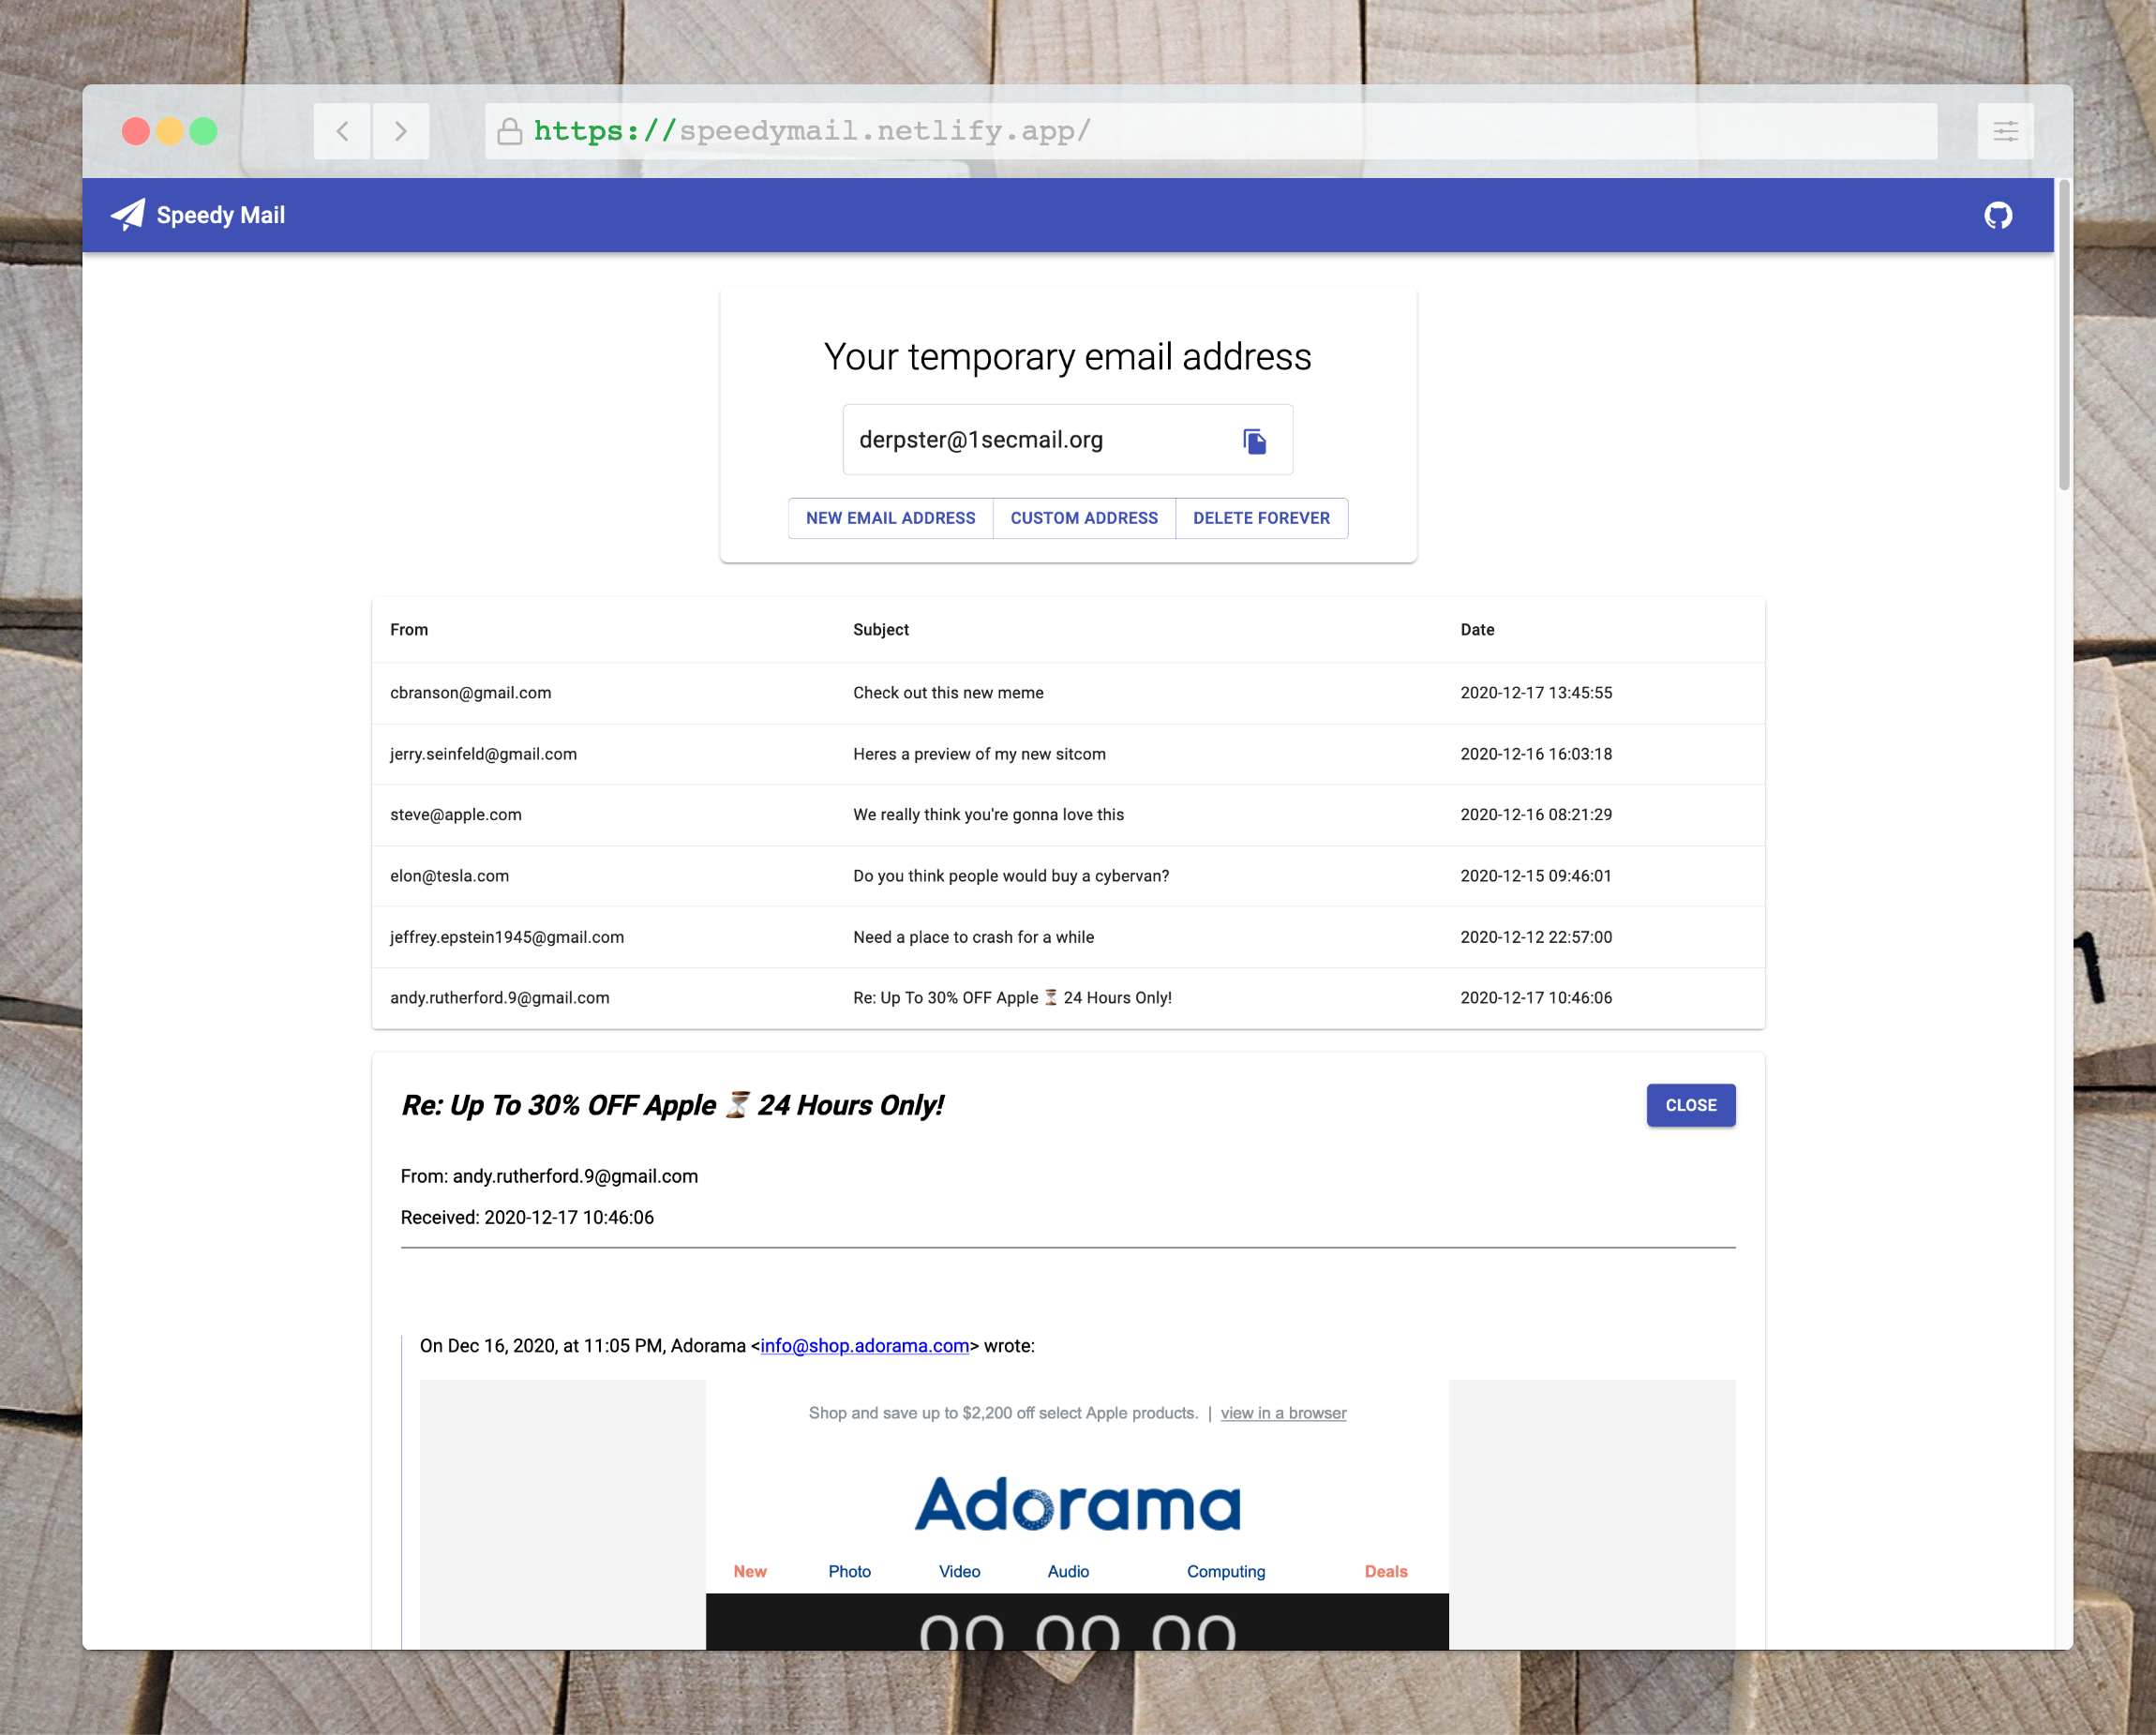 https://speedymail.netlify.app/
Speedy Mail
Your temporary email address
derpster@1secmail.org
NEW EMAIL ADDRESS CUSTOM ADDRESS DELETE FOREVER
From Subject Date
cbranson@gmail.com Check out this new meme 2020-12-17 13:45:55
jerry.seinfeld@gmail.com Heres a preview of my new sitcom 2020-12-16 16:03:18
steve@apple.com We really think you're gonna love this 2020-12-16 08:21:29
elon@tesla.com Do you think people would buy a cybervan? 2020-12-15 09:46:01
jeffrey.epstein1945@gmail.com Need a place to crash for a while 2020-12-12 22:57:00
andy.rutherford.9@gmail.com Re: Up To 30% OFF Apple ⏳ 24 Hours Only! 2020-12-17 10:46:06
Re: Up To 30% OFF Apple ⏳ 24 Hours Only! CLOSE
From: andy.rutherford.9@gmail.com
Received: 2020-12-17 10:46:06
On Dec 16, 2020, at 11:05 PM, Adorama <info@shop.adorama.com> wrote:
Shop and save up to $2,200 off select Apple products. | view in a browser
Adorama
New Photo Video Audio Computing Deals
00 00 00